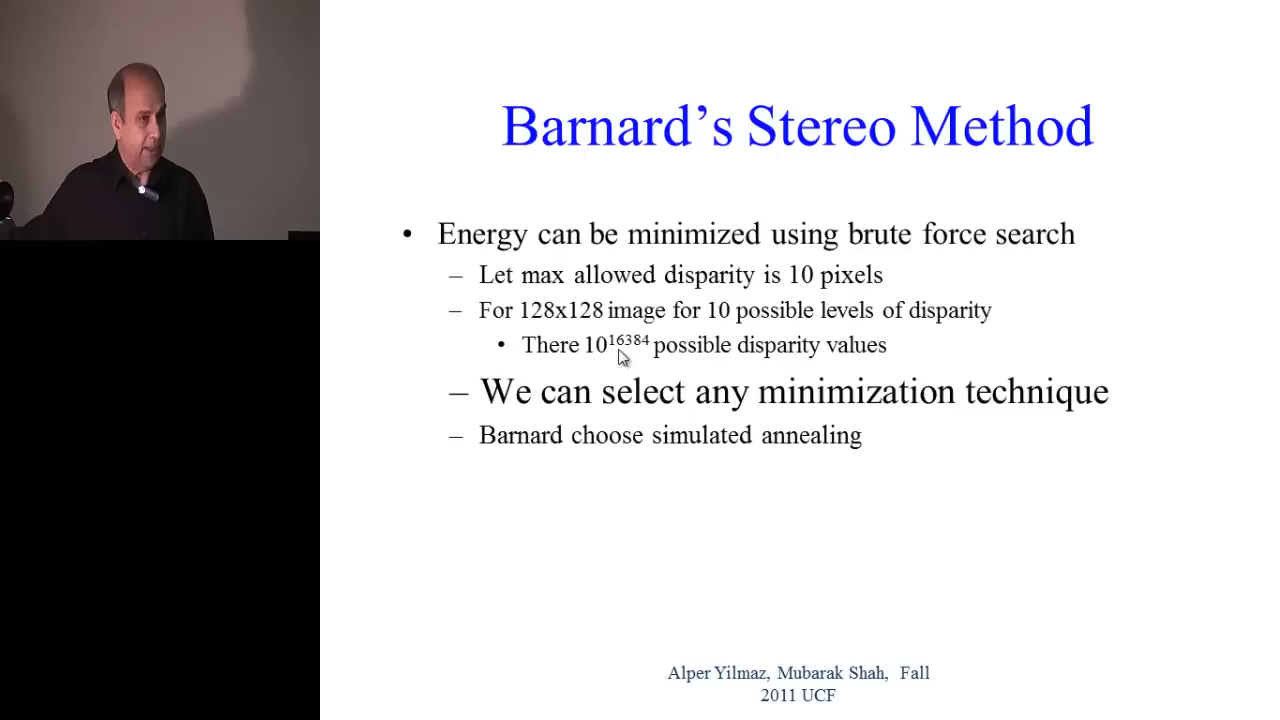 Barnard's Stereo Method
• Energy can be minimized using brute force search
– Let max allowed disparity is 10 pixels
– For 128x128 image for 10 possible levels of disparity
• There 10¹⁶³⁸⁴ possible disparity values
– We can select any minimization technique
– Barnard choose simulated annealing
Alper Yilmaz, Mubarak Shah, Fall
2011 UCF